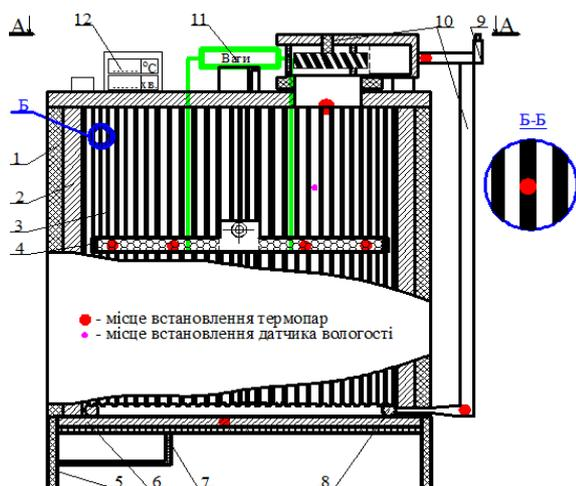 А А
12 11 10 9
Ваги
°С
хв.
Б
Б-Б
1
2
3
4
- місце встановлення термопар
- місце встановлення датчика вологості
5 6 7 8